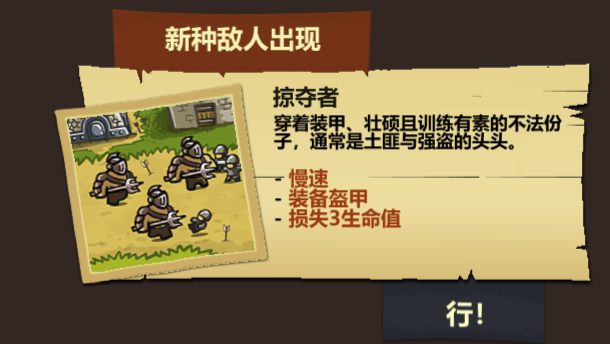 新种敌人出现
掠夺者
穿着装甲、壮硕且训练有素的不法份
子，通常是土匪与强盗的头头。
- 慢速
- 装备盔甲
- 损失3生命值
行!